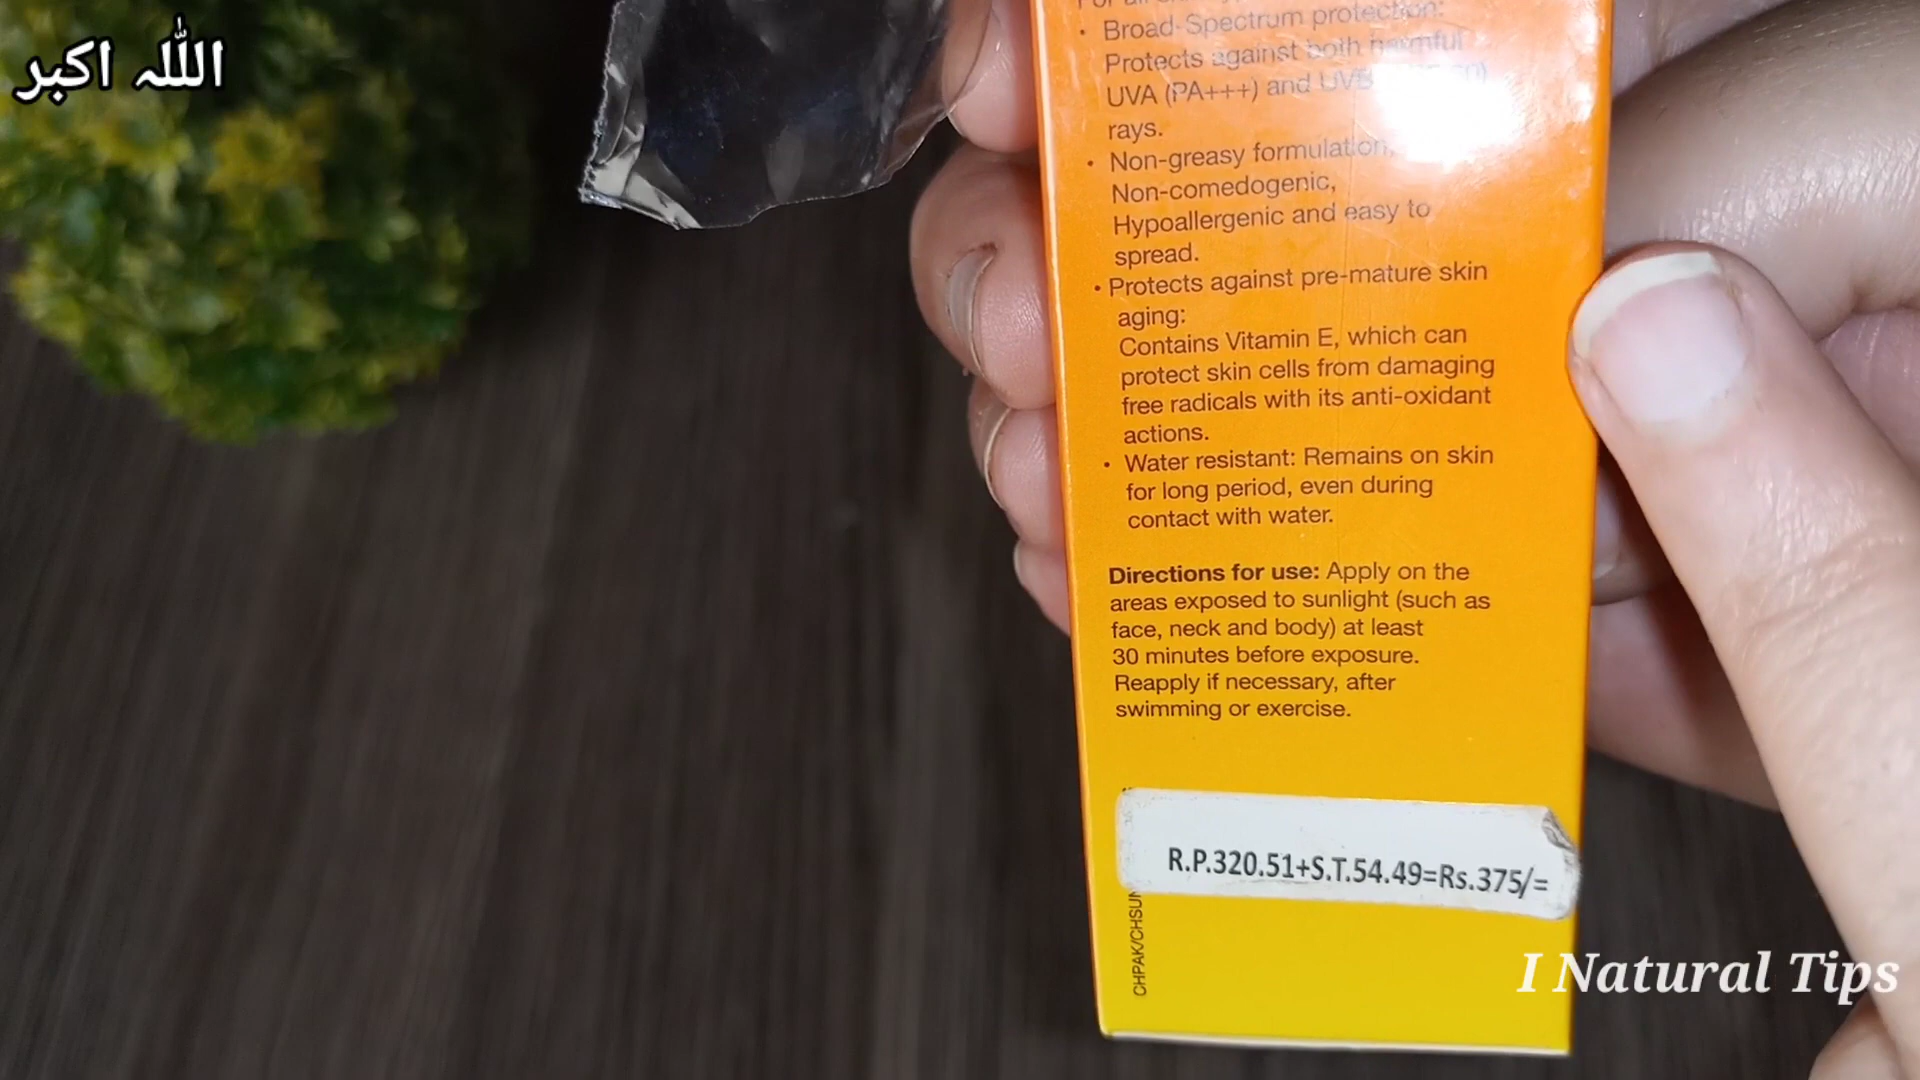 اللہ اکبر
For all
Broad-Spectrum protection:
Protects against both harmful
UVA (PA+++) and UVB
rays.
Non-greasy formulation,
Non-comedogenic,
Hypoallergenic and easy to
spread.
Protects against pre-mature skin
aging:
Contains Vitamin E, which can
protect skin cells from damaging
free radicals with its anti-oxidant
actions.
Water resistant: Remains on skin
for long period, even during
contact with water.
Directions for use: Apply on the
areas exposed to sunlight (such as
face, neck and body) at least
30 minutes before exposure.
Reapply if necessary, after
swimming or exercise.
R.P.320.51+S.T.54.49=Rs.375/=
CHPAK/CHSUN
I Natural Tips